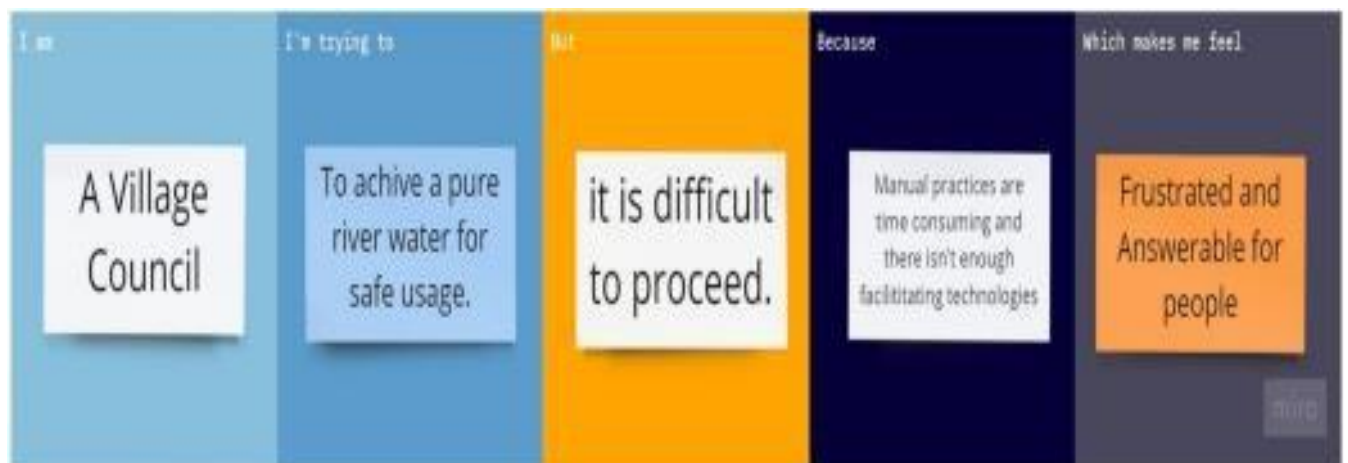 I am
A Village
Council
I'm trying to
To achive a pure
river water for
safe usage.
But
it is difficult
to proceed.
Because
Manual practices are
time consuming and
there isn't enough
facilititating technologies
Which makes me feel
Frustrated and
Answerable for
people
miro